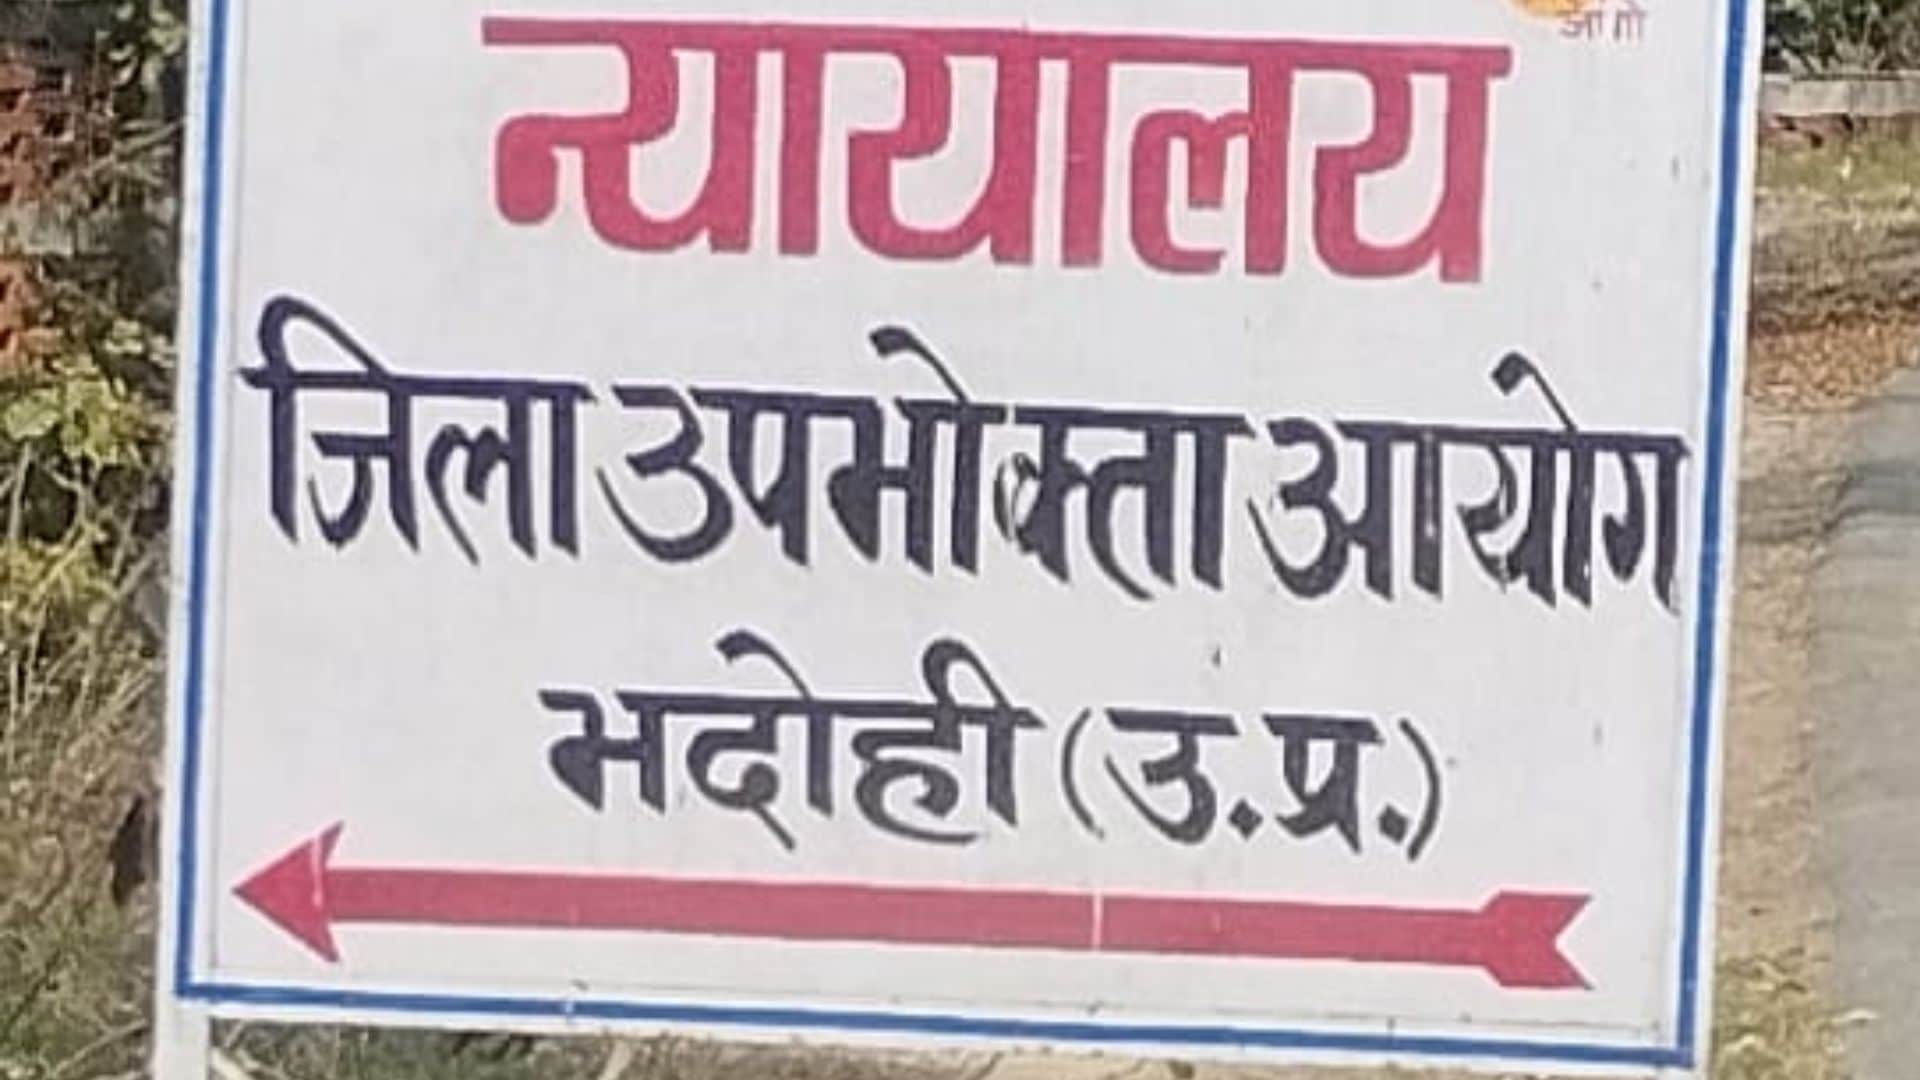 न्यायालय
जिला उपभोक्ता आयोग
भदोही (उ.प्र.)